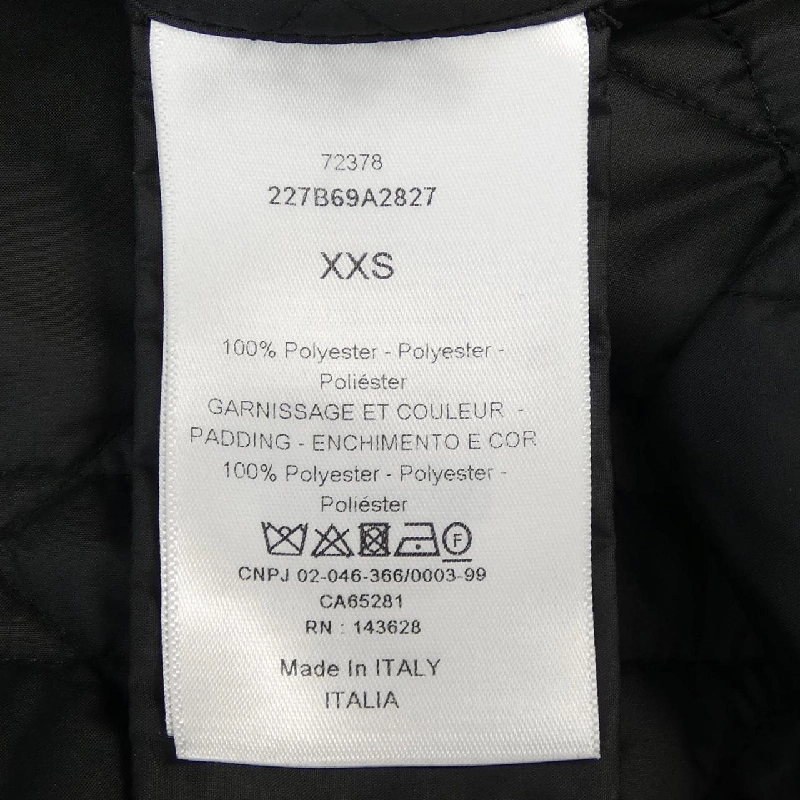 72378
227B69A2827
XXS
100% Polyester - Polyester -
Poliéster
GARNISSAGE ET COULEUR -
PADDING - ENCHIMENTO E COR
100% Polyester - Polyester -
Poliéster
F
CNPJ 02-046-366/0003-99
CA65281
RN : 143628
Made In ITALY
ITALIA